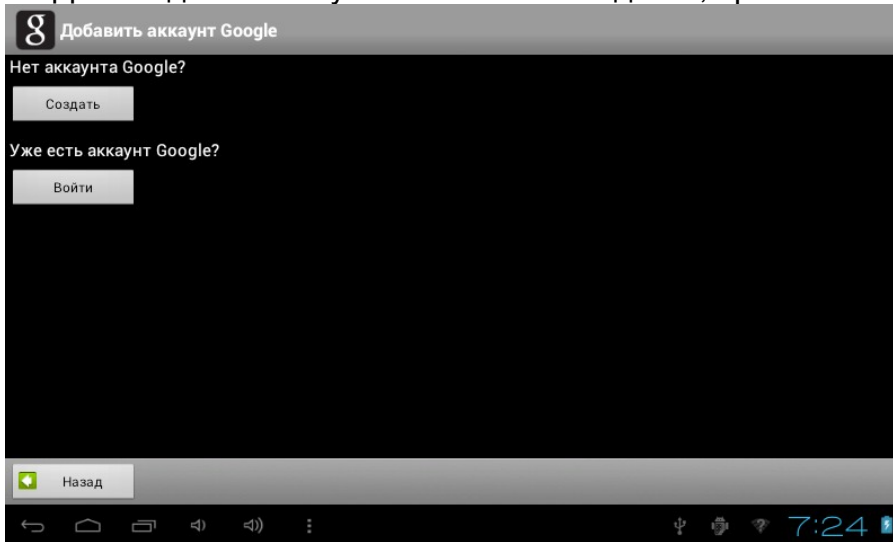 g Добавить аккаунт Google
Нет аккаунта Google?
Создать
Уже есть аккаунт Google?
Войти
Назад
7:24